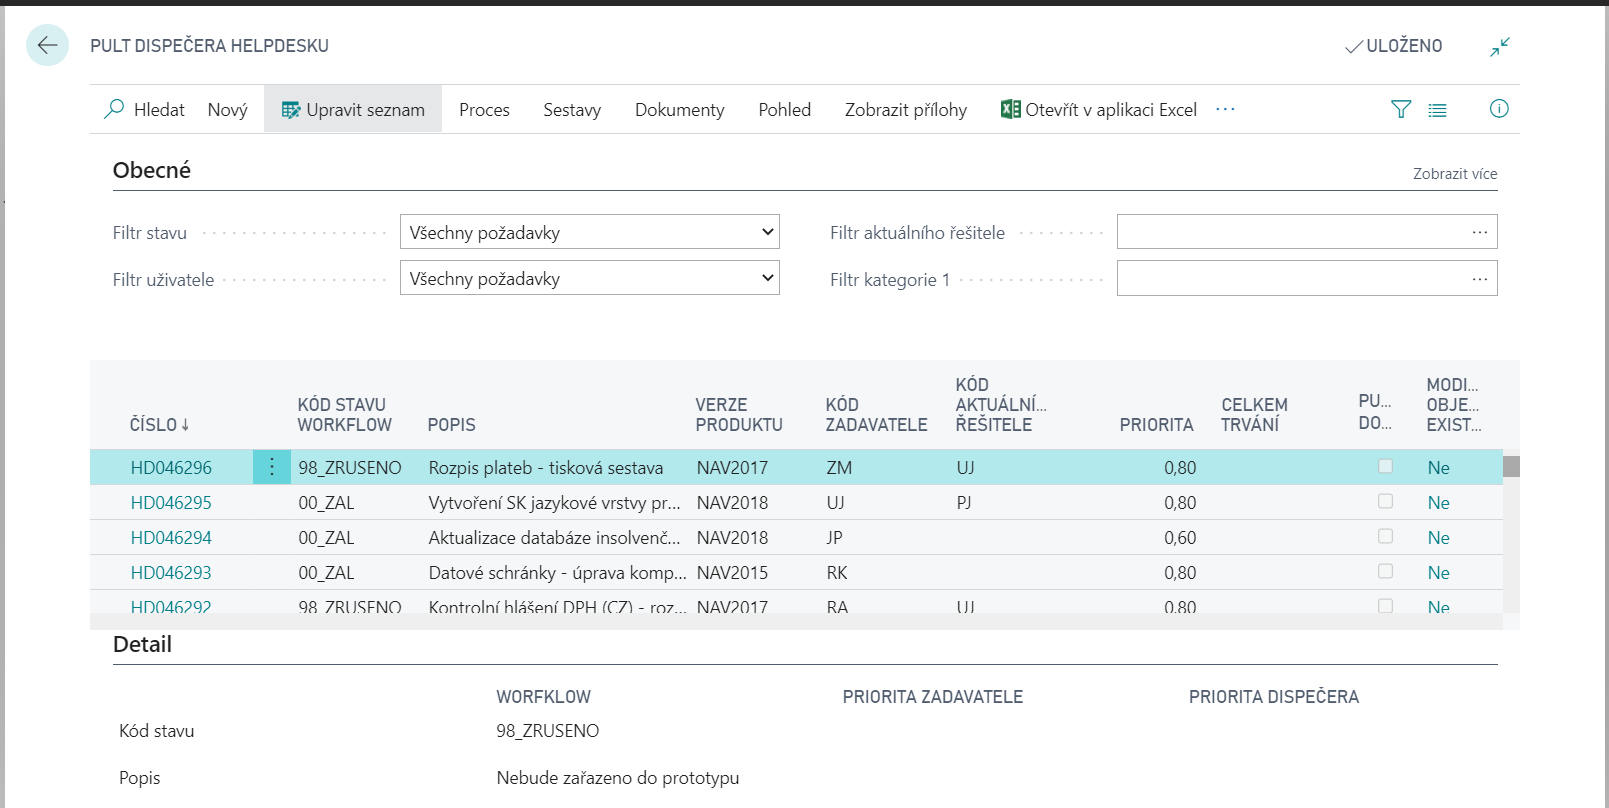 PULT DISPEČERA HELPDESKU
ULOŽENO
Hledat Nový Upravit seznam Proces Sestavy Dokumenty Pohled Zobrazit přílohy Otevřít v aplikaci Excel ...
Obecné
Zobrazit více
Filtr stavu Všechny požadavky Filtr aktuálního řešitele ...
Filtr uživatele Všechny požadavky Filtr kategorie 1 ...
ČÍSLO↓ KÓD STAVU WORKFLOW POPIS VERZE PRODUKTU KÓD ZADAVATELE KÓD AKTUÁLNÍ... ŘEŠITELE PRIORITA CELKEM TRVÁNÍ PU... DO... MODI... OBJE... EXIST...
HD046296 98_ZRUSENO Rozpis plateb - tisková sestava NAV2017 ZM UJ 0,80 Ne
HD046295 00_ZAL Vytvoření SK jazykové vrstvy pr... NAV2018 UJ PJ 0,80 Ne
HD046294 00_ZAL Aktualizace databáze insolvenč... NAV2018 JP 0,60 Ne
HD046293 00_ZAL Datové schránky - úprava komp... NAV2015 RK 0,80 Ne
HD046292 98_ZRUSENO Kontrolní hlášení DPH (CZ) - roz... NAV2017 RA UJ 0,80 Ne
Detail
WORFKLOW PRIORITA ZADAVATELE PRIORITA DISPEČERA
Kód stavu 98_ZRUSENO
Popis Nebude zařazeno do prototypu